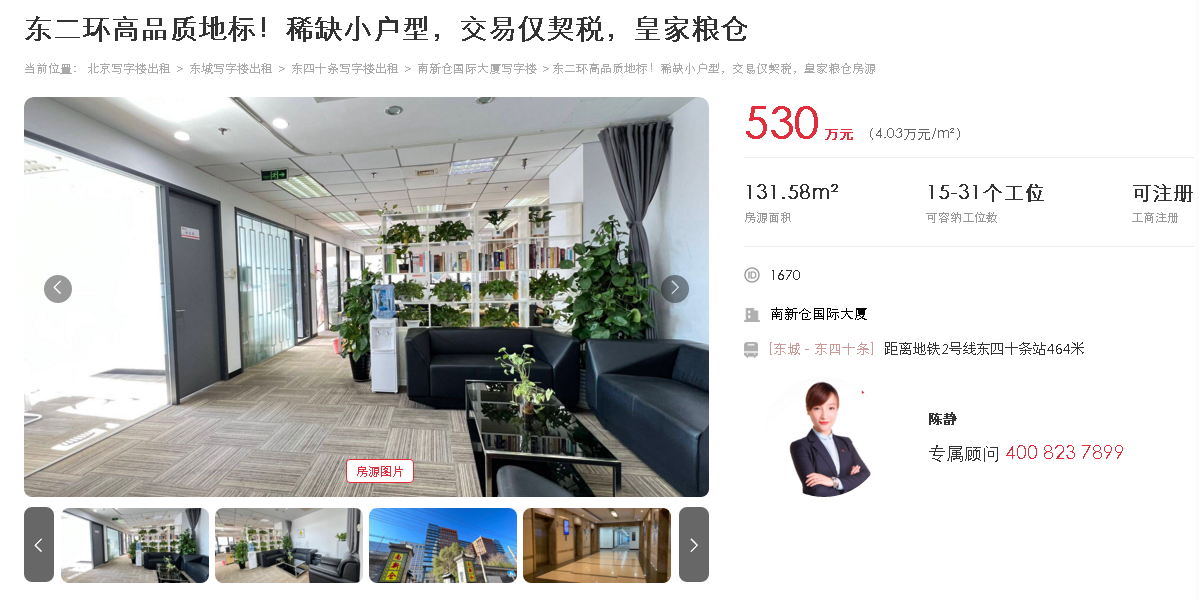 东二环高品质地标！稀缺小户型，交易仅契税，皇家粮仓
当前位置： 北京写字楼出租 > 东城写字楼出租 > 东四十条写字楼出租 > 南新仓国际大厦写字楼 > 东二环高品质地标！稀缺小户型，交易仅契税，皇家粮仓房源
530 万元 （4.03万元/m²）
131.58m² 15-31个工位 可注册
房源面积 可容纳工位数 工商注册
ID 1670
南新仓国际大厦
[东城 - 东四十条] 距离地铁2号线东四十条站464米
陈静
专属顾问 400 823 7899
房源图片
南新仓